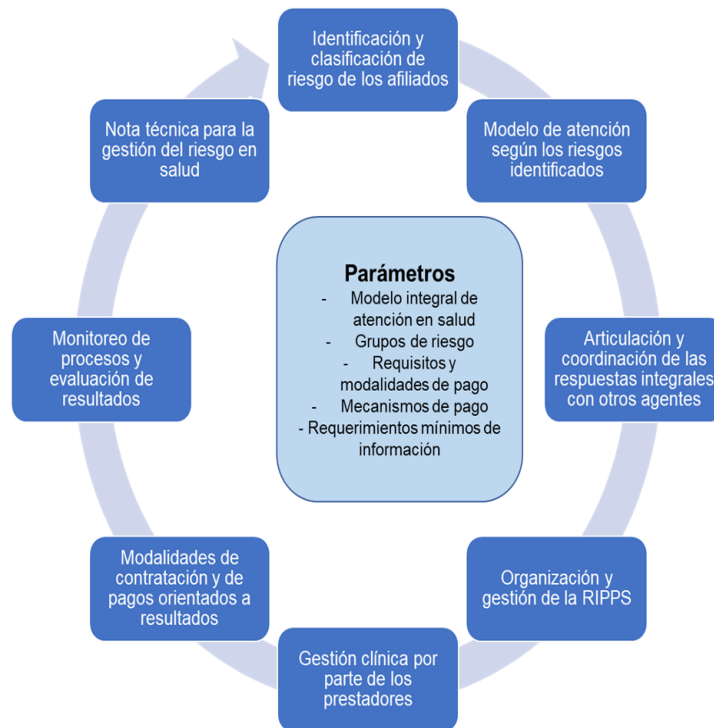 Identificación y
clasificación de
riesgo de los afiliados
Modelo de atención
según los riesgos
identificados
Articulación y
coordinación de las
respuestas integrales
con otros agentes
Organización y
gestión de la RIPPS
Gestión clínica por
parte de los
prestadores
Modalidades de
contratación y de
pagos orientados a
resultados
Monitoreo de
procesos y
evaluación de
resultados
Nota técnica para la
gestión del riesgo en
salud
Parámetros
- Modelo integral de
atención en salud
- Grupos de riesgo
- Requisitos y
modalidades de pago
- Mecanismos de pago
- Requerimientos mínimos de
información